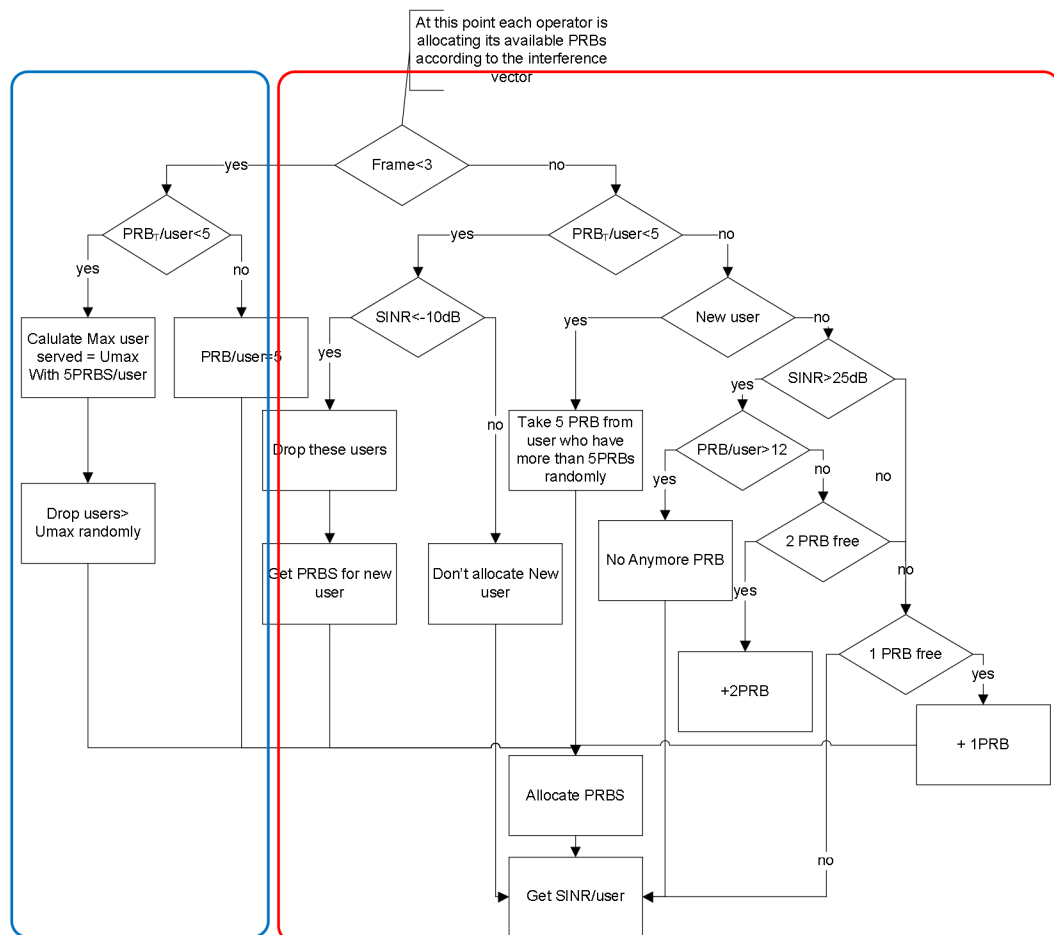 At this point each operator is
allocating its available PRBs
according to the interference
vector
Frame<3
yes
no
PRB_T/user<5
PRB_T/user<5
yes
no
yes
no
yes
no
SINR<-10dB
New user
Calulate Max user
served = Umax
With 5PRBS/user
PRB/user=5
yes
no
yes
no
SINR>25dB
yes
no
Drop these users
Take 5 PRB from
user who have
more than 5PRBs
randomly
PRB/user>12
yes
no
Drop users>
Umax randomly
2 PRB free
yes
no
Get PRBS for new
user
Don't allocate New
user
No Anymore PRB
1 PRB free
yes
no
+2PRB
+ 1PRB
Allocate PRBS
Get SINR/user